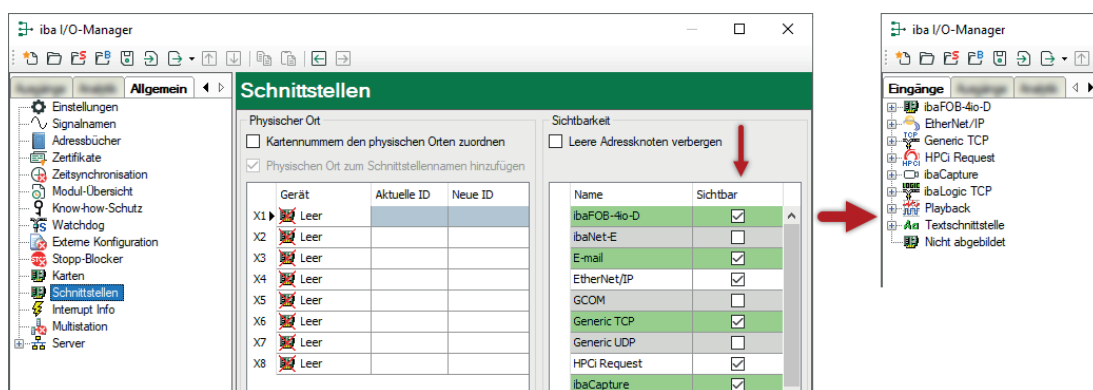 iba I/O-Manager
Allgemein
Einstellungen
Signalnamen
Adressbücher
Zertifikate
Zeitsynchronisation
Modul-Übersicht
Know-how-Schutz
Watchdog
Externe Konfiguration
Stopp-Blocker
Karten
Schnittstellen
Interrupt Info
Multistation
Server
Schnittstellen
Physischer Ort
Kartennummern den physischen Orten zuordnen
Physischen Ort zum Schnittstellennamen hinzufügen
Gerät Aktuelle ID Neue ID
X1 Leer
X2 Leer
X3 Leer
X4 Leer
X5 Leer
X6 Leer
X7 Leer
X8 Leer
Sichtbarkeit
Leere Adressknoten verbergen
Name Sichtbar
ibaFOB-4io-D
ibaNet-E
E-mail
EtherNet/IP
GCOM
Generic TCP
Generic UDP
HPCi Request
ibaCapture
iba I/O-Manager
Eingänge
ibaFOB-4io-D
EtherNet/IP
Generic TCP
HPCi Request
ibaCapture
ibaLogic TCP
Playback
Textschnittstelle
Nicht abgebildet